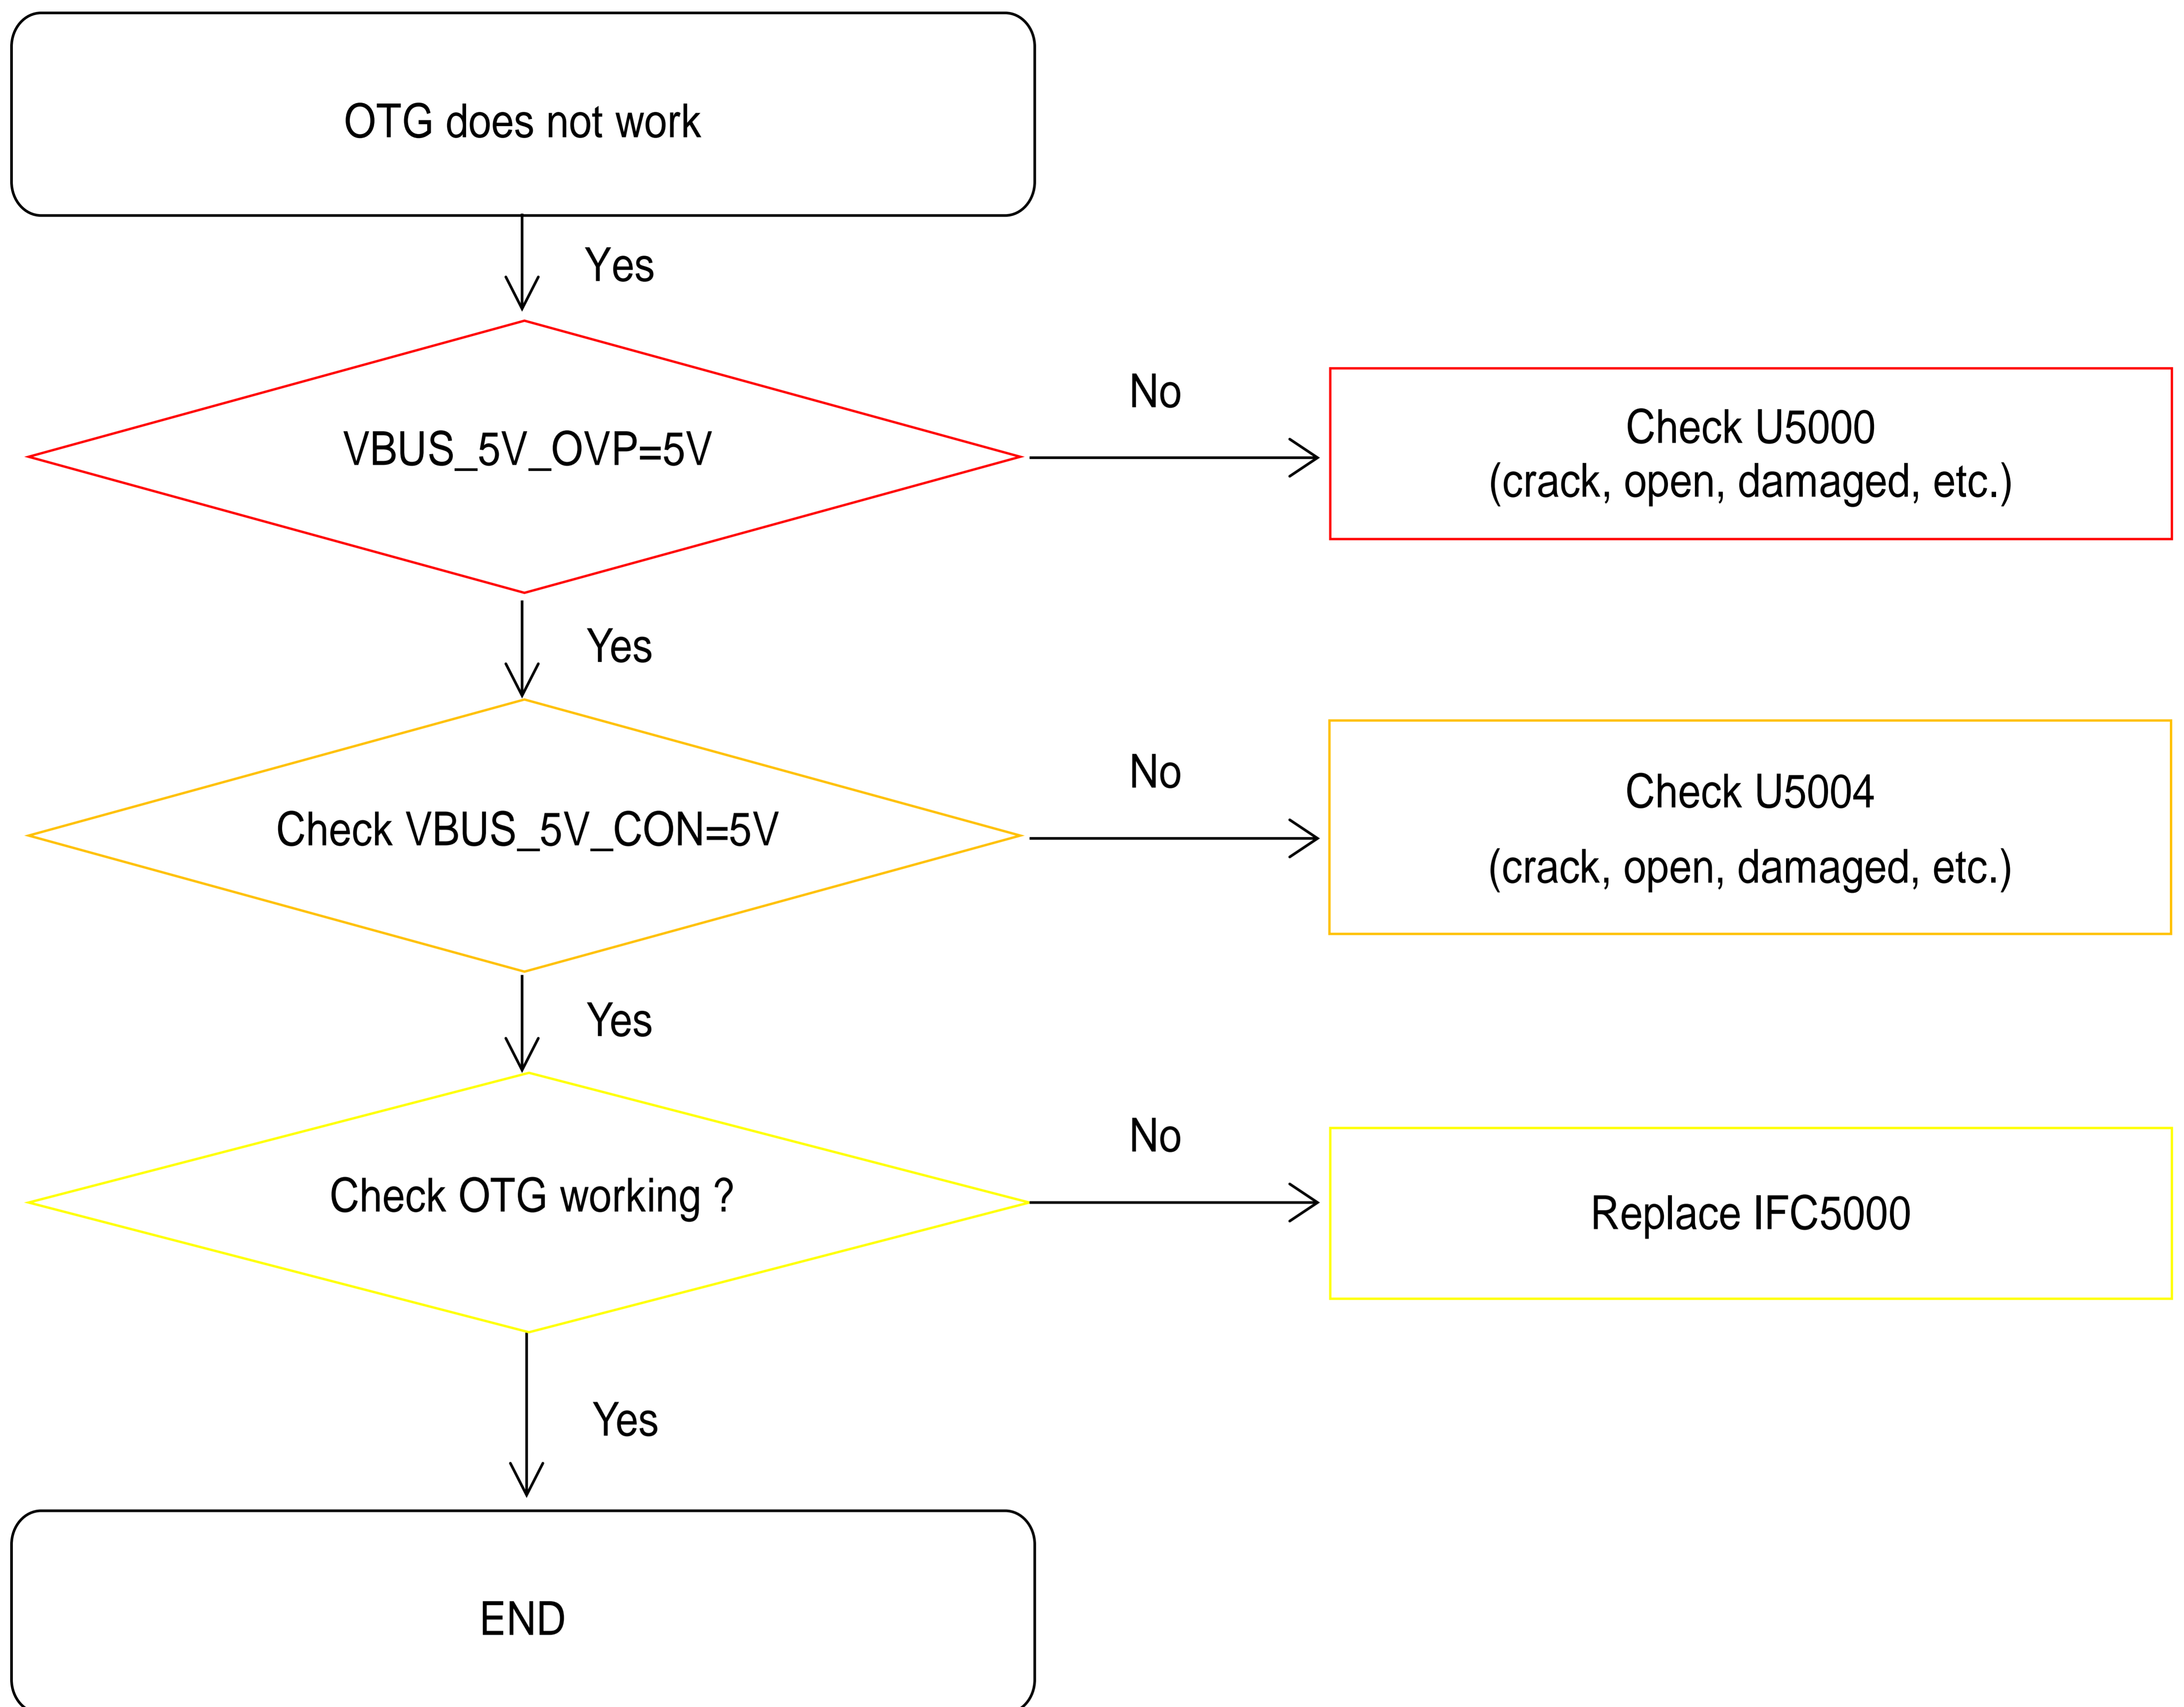 OTG does not work
Yes
VBUS_5V_OVP=5V
No
Check U5000
(crack, open, damaged, etc.)
Yes
Check VBUS_5V_CON=5V
No
Check U5004
(crack, open, damaged, etc.)
Yes
Check OTG working ?
No
Replace IFC5000
Yes
END